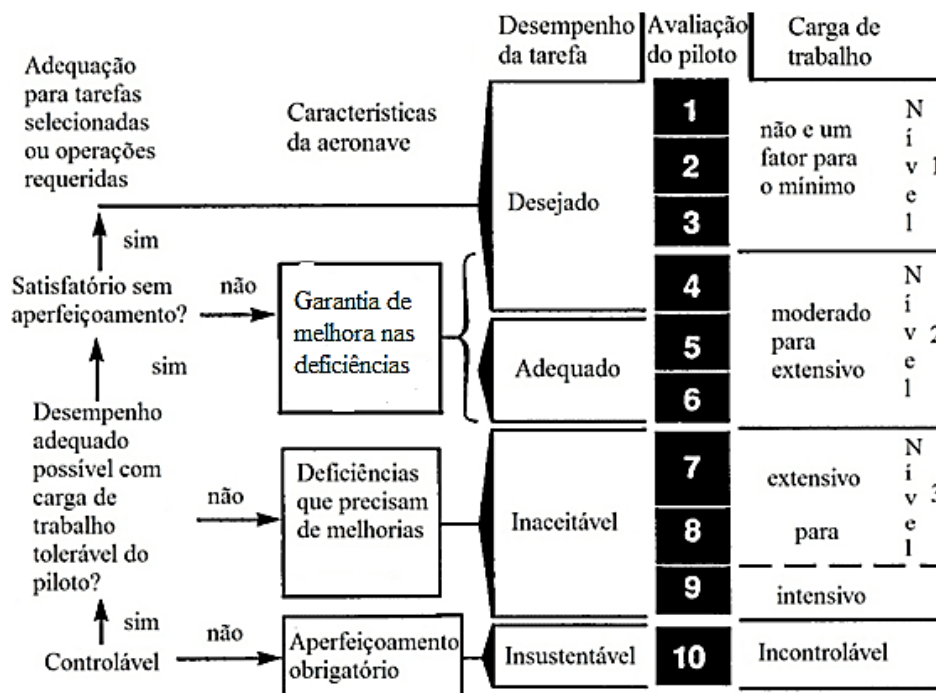 Desempenho
da tarefa
Avaliação
do piloto
Carga de
trabalho
Adequação
para tarefas
selecionadas
ou operações
requeridas
Características
da aeronave
Desejado
1
2
3
não e um
fator para
o mínimo
Nível 1
sim
Satisfatório sem
aperfeiçoamento?
não
Garantia de
melhora nas
deficiências
4
Adequado
5
6
moderado
para
extensivo
Nível 2
sim
Desempenho
adequado
possível com
carga de
trabalho
tolerável do
piloto?
não
Deficiências
que precisam
de melhorias
Inaceitável
7
8
9
extensivo
para
intensivo
Nível 3
sim
Controlável
não
Aperfeiçoamento
obrigatório
Insustentável
10
Incontrolável